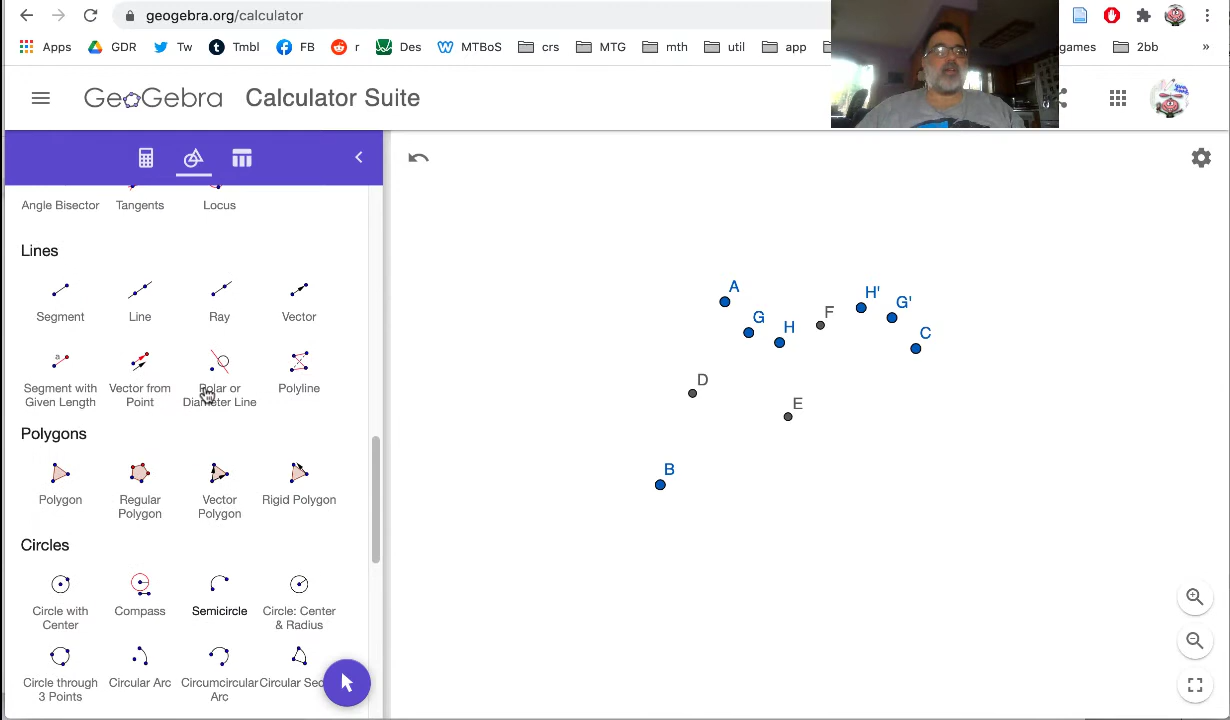 geogebra.org/calculator
Apps GDR Tw Tmbl FB r Des MTBoS crs MTG mth util app games 2bb »
GeoGebra Calculator Suite
Angle Bisector Tangents Locus
Lines
Segment Line Ray Vector
Segment with Given Length
Vector from Point
Polar or Diameter Line
Polyline
Polygons
Polygon
Regular Polygon
Vector Polygon
Rigid Polygon
Circles
Circle with Center
Compass
Semicircle
Circle: Center & Radius
Circle through 3 Points
Circular Arc
Circumcircular Arc
Circular Sec
A
G
H
F
H'
G'
C
D
E
B